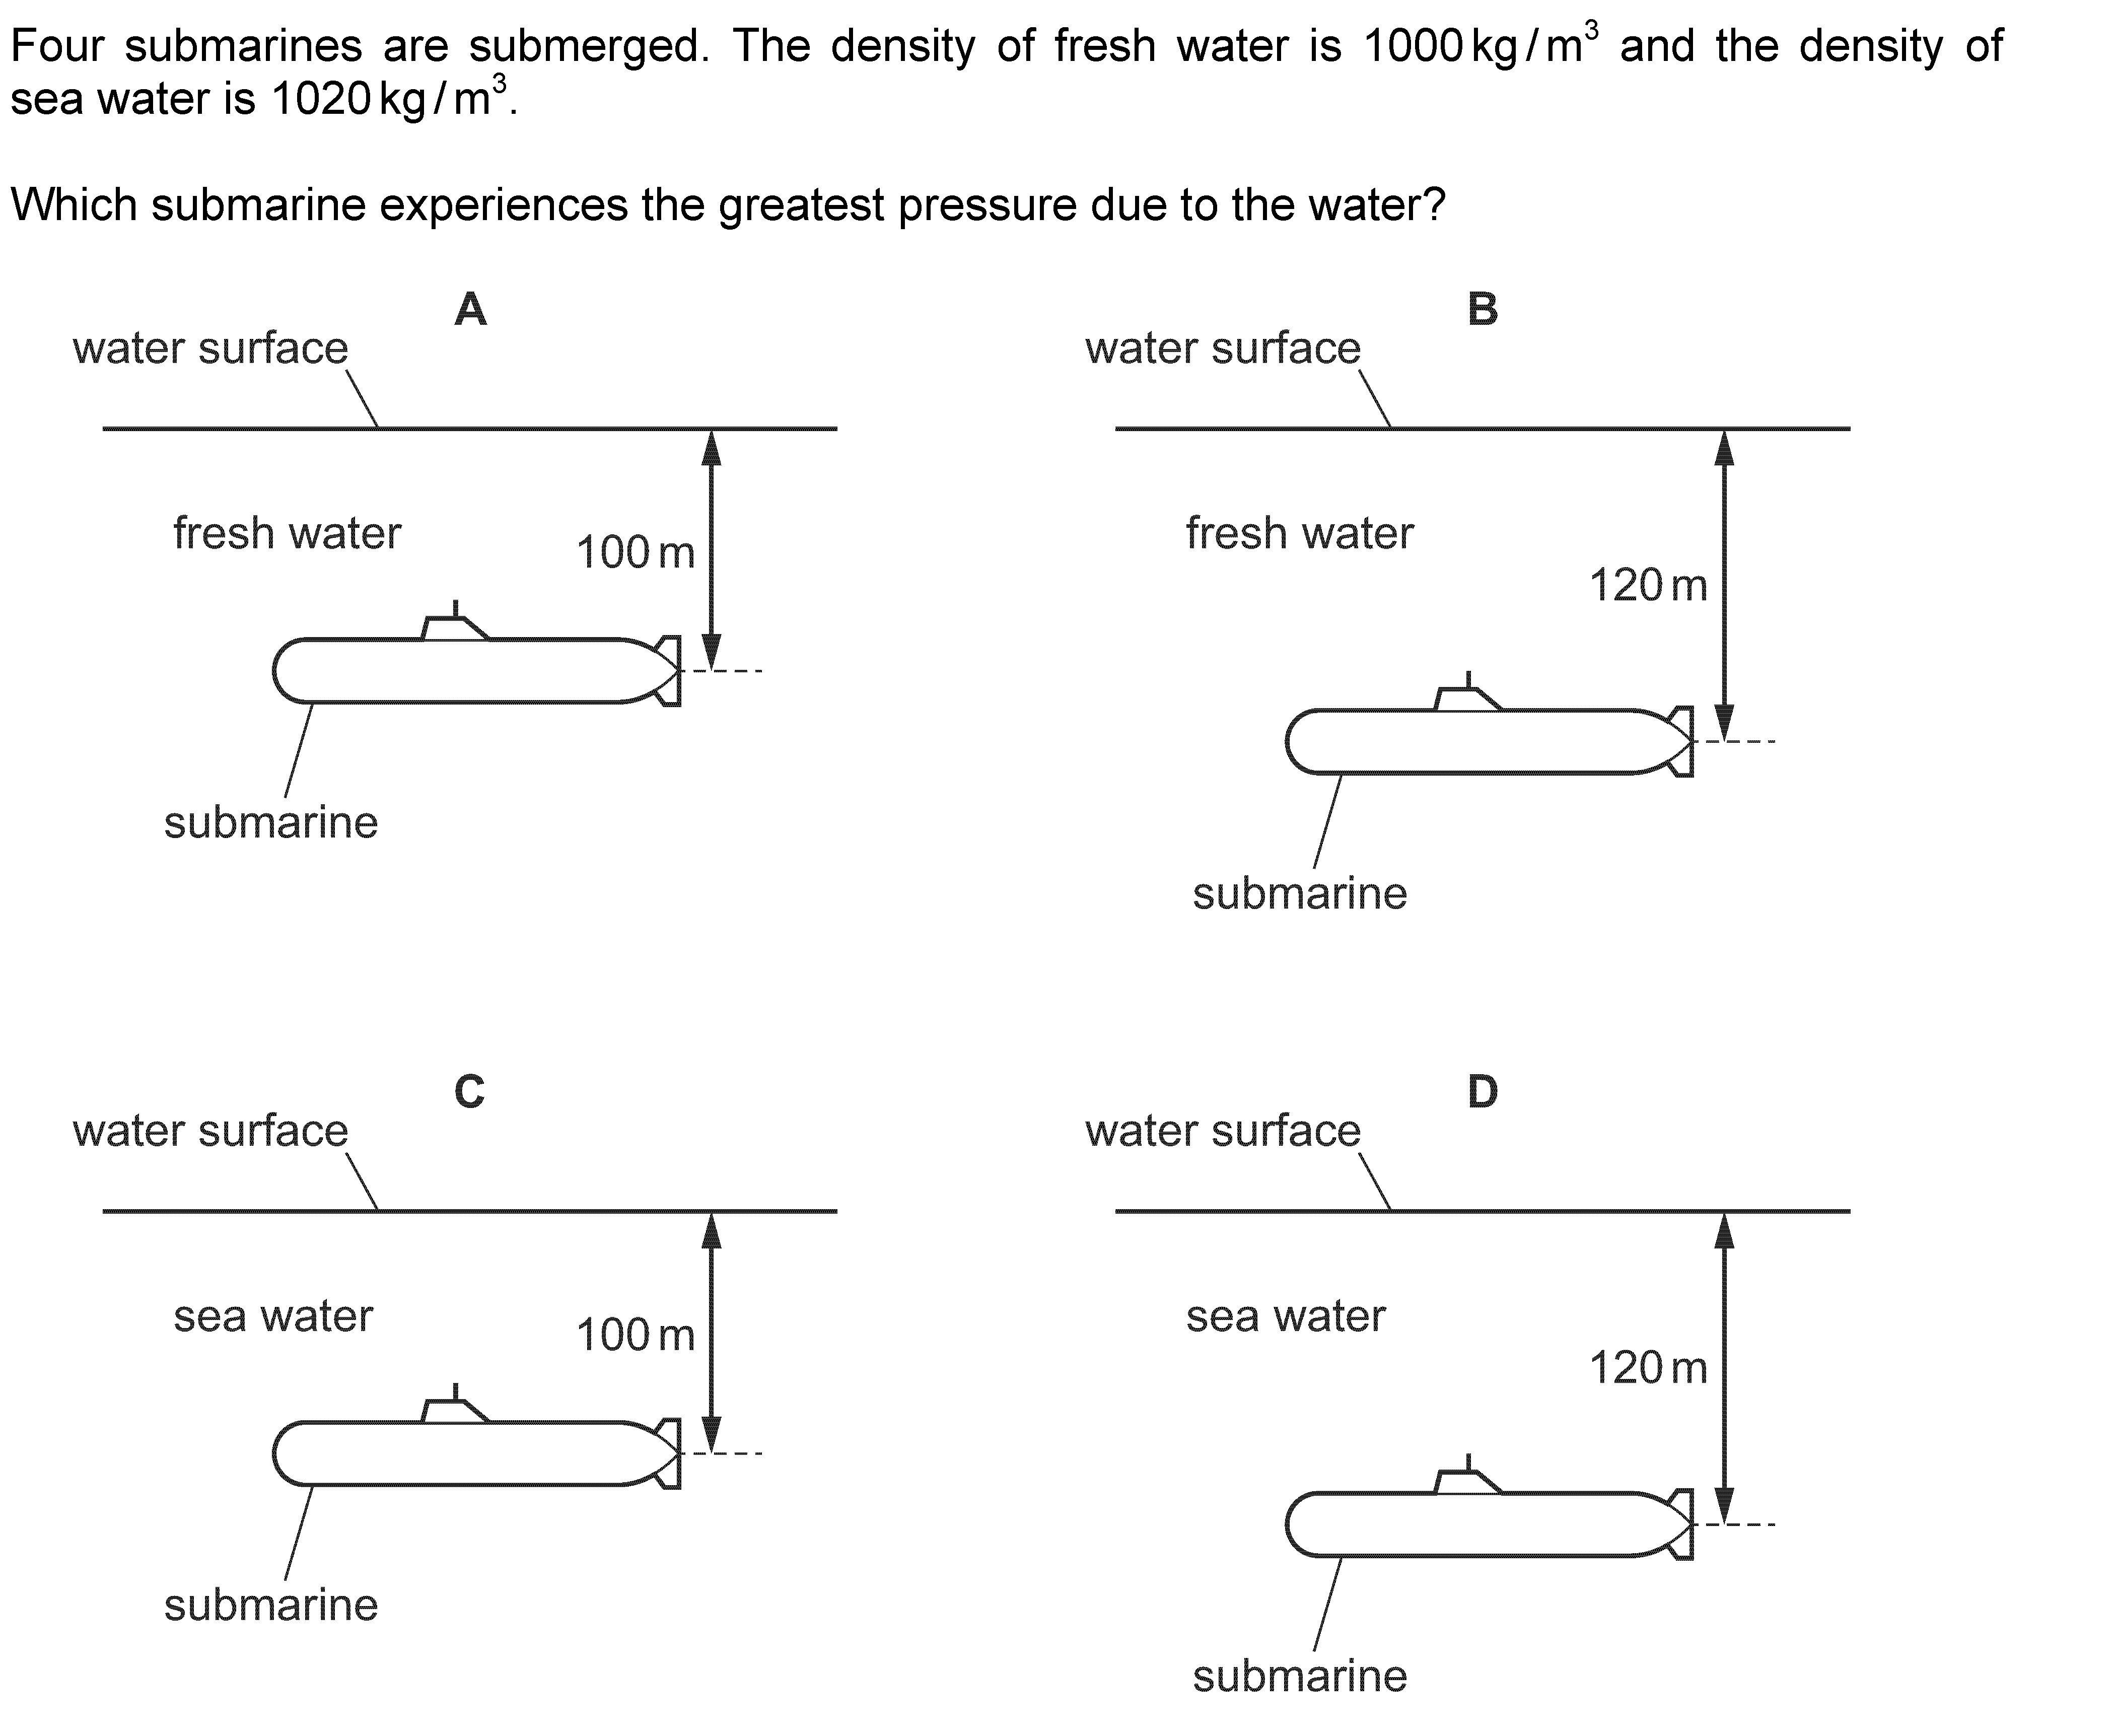 Four submarines are submerged. The density of fresh water is 1000 kg / m³ and the density of
sea water is 1020 kg / m³.
Which submarine experiences the greatest pressure due to the water?
A
water surface
fresh water
100 m
submarine
B
water surface
fresh water
120 m
submarine
C
water surface
sea water
100 m
submarine
D
water surface
sea water
120 m
submarine